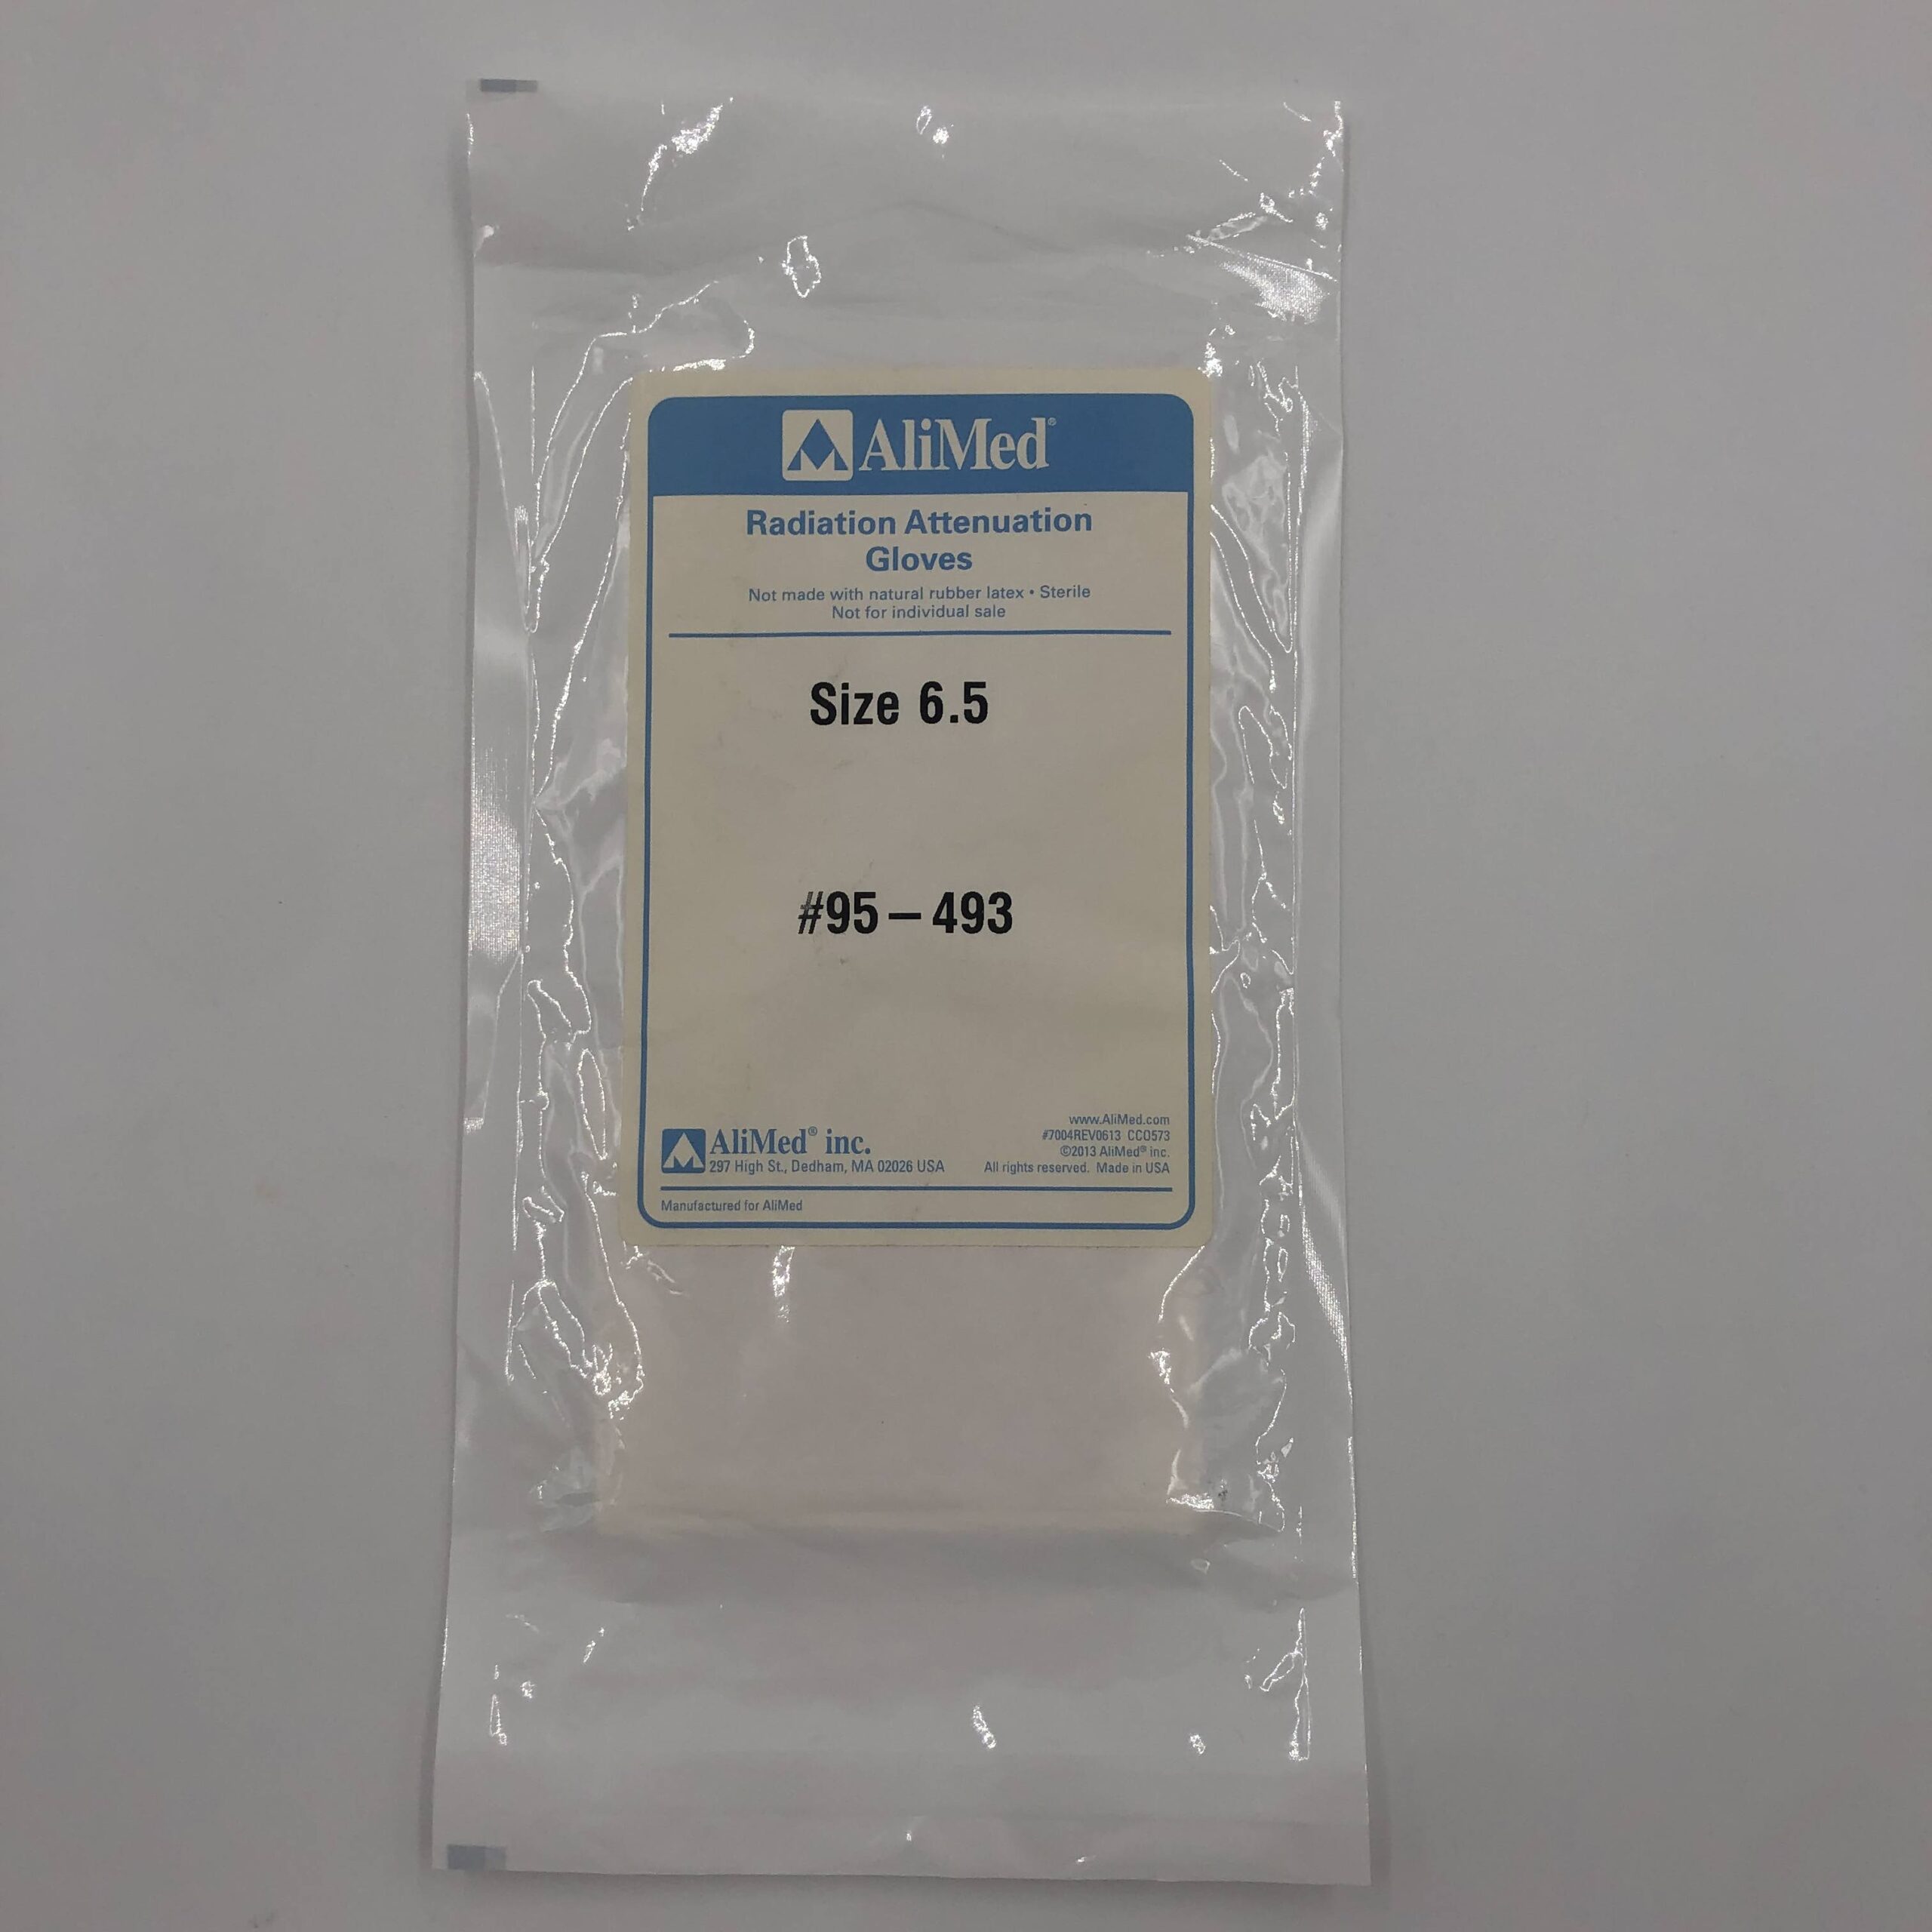 AliMed®
Radiation Attenuation
Gloves
Not made with natural rubber latex • Sterile
Not for individual sale
Size 6.5
#95–493
AliMed® inc.
297 High St., Dedham, MA 02026 USA
www.AliMed.com
#7004REV0613 CCO573
©2013 AliMed® inc.
All rights reserved. Made in USA
Manufactured for AliMed